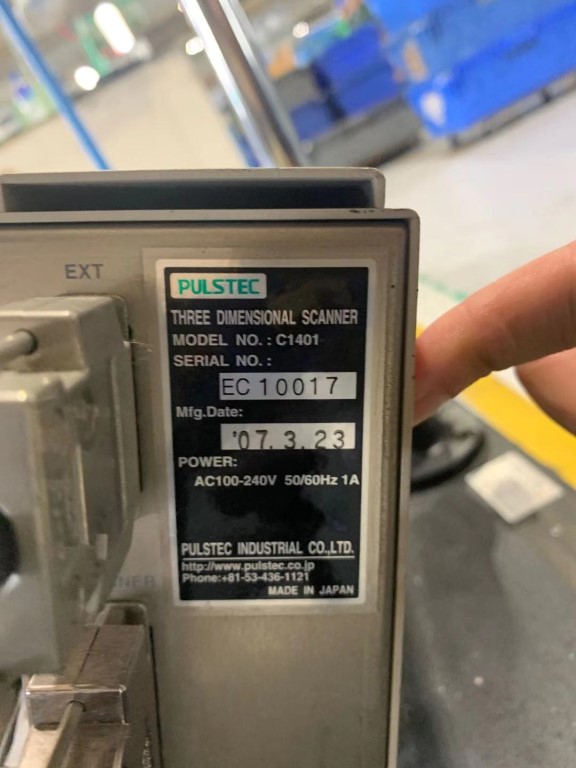 EXT
PULSTEC
THREE DIMENSIONAL SCANNER
MODEL NO. : C1401
SERIAL NO. :
EC 10017
Mfg.Date:
'07. 3. 23
POWER:
AC100-240V 50/60Hz 1A
PULSTEC INDUSTRIAL CO.,LTD.
http://www.pulstec.co.jp
Phone:+81-53-436-1121
MADE IN JAPAN